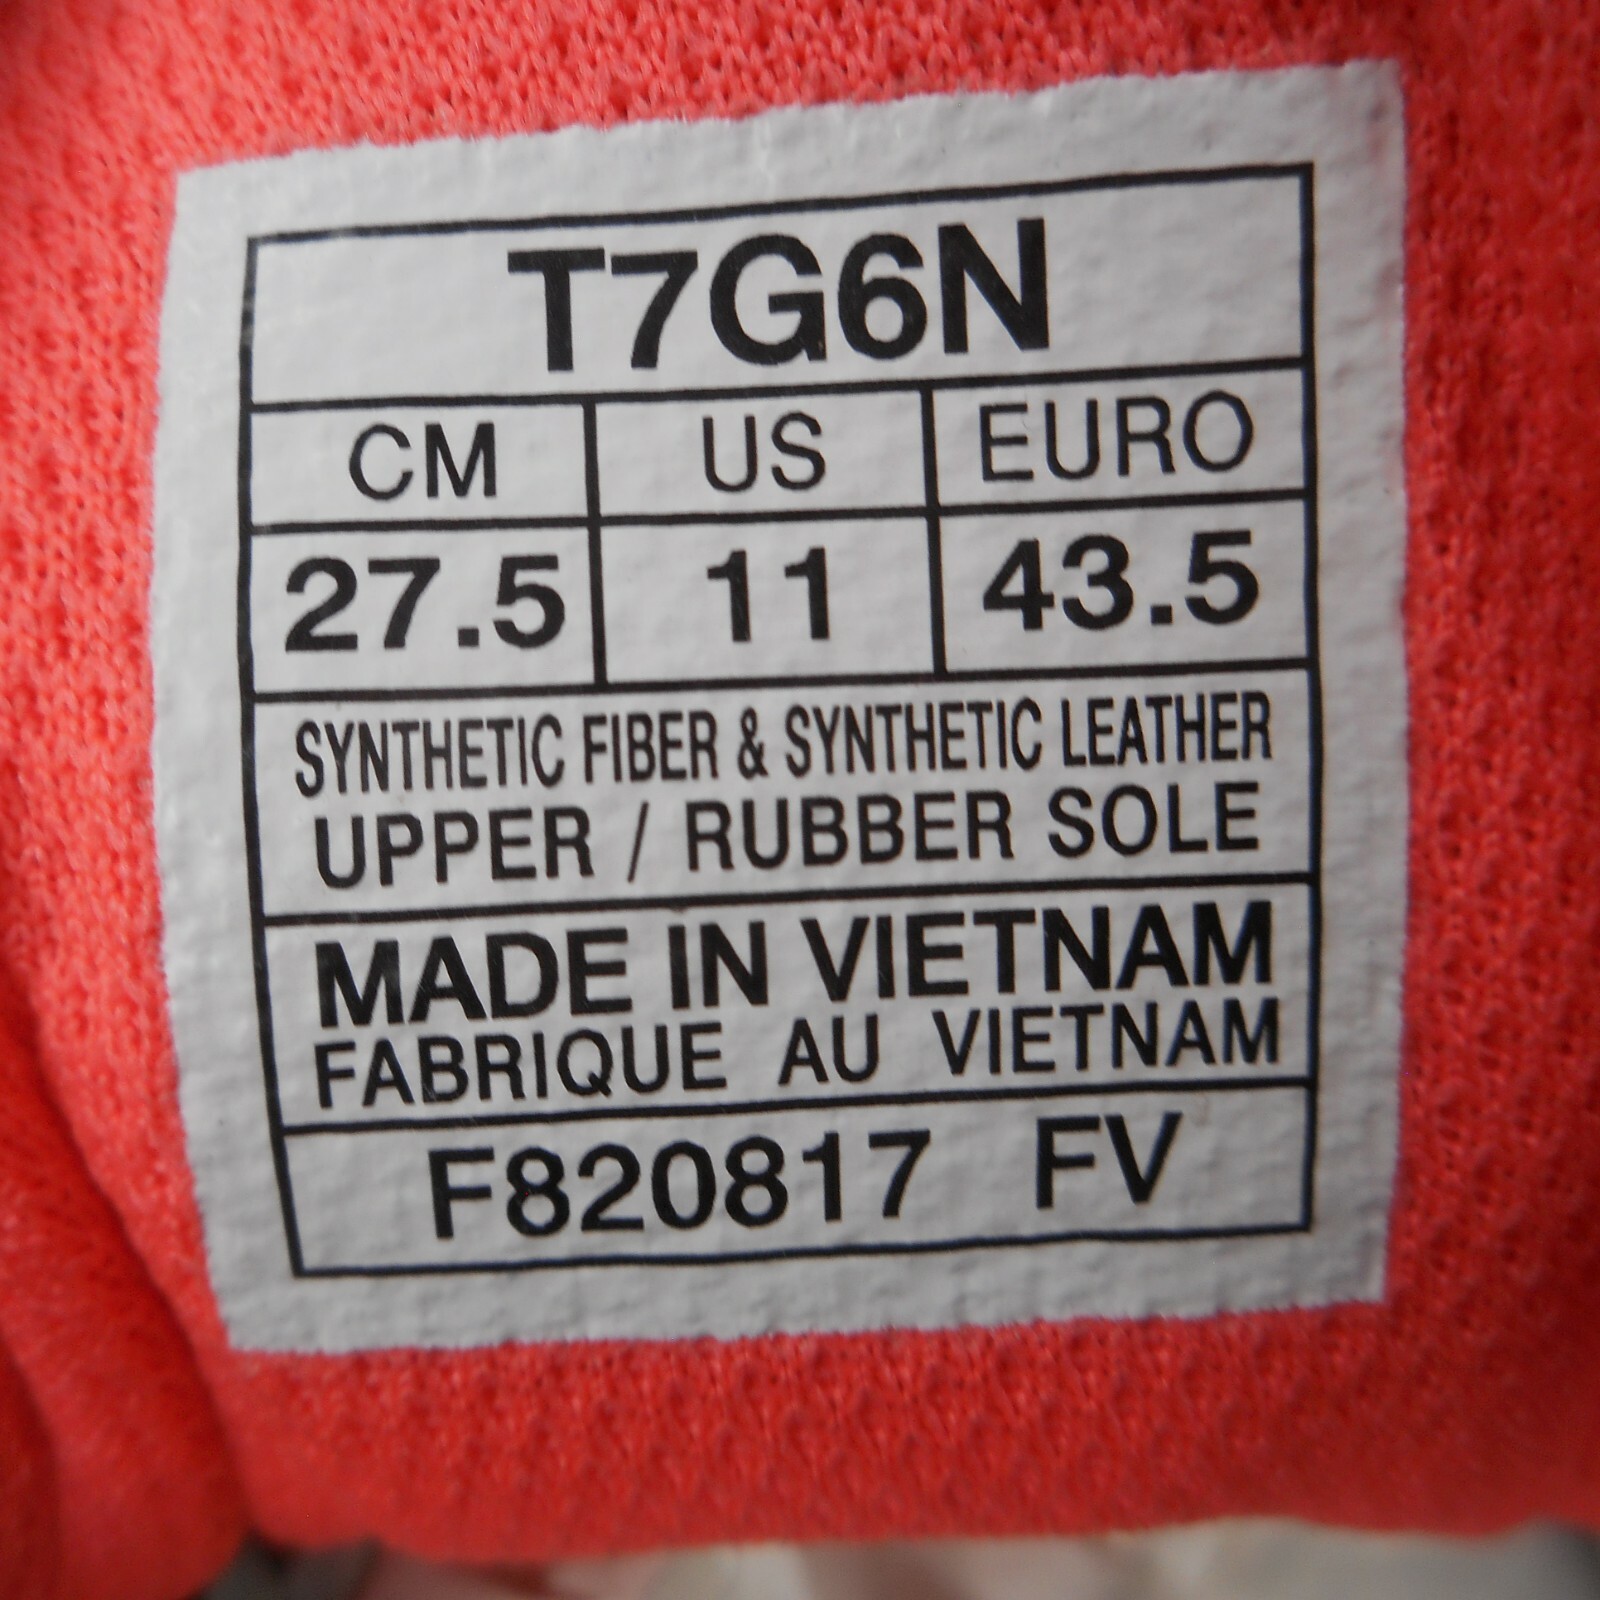 T7G6N
CM US EURO
27.5 11 43.5
SYNTHETIC FIBER & SYNTHETIC LEATHER
UPPER / RUBBER SOLE
MADE IN VIETNAM
FABRIQUE AU VIETNAM
F820817 FV